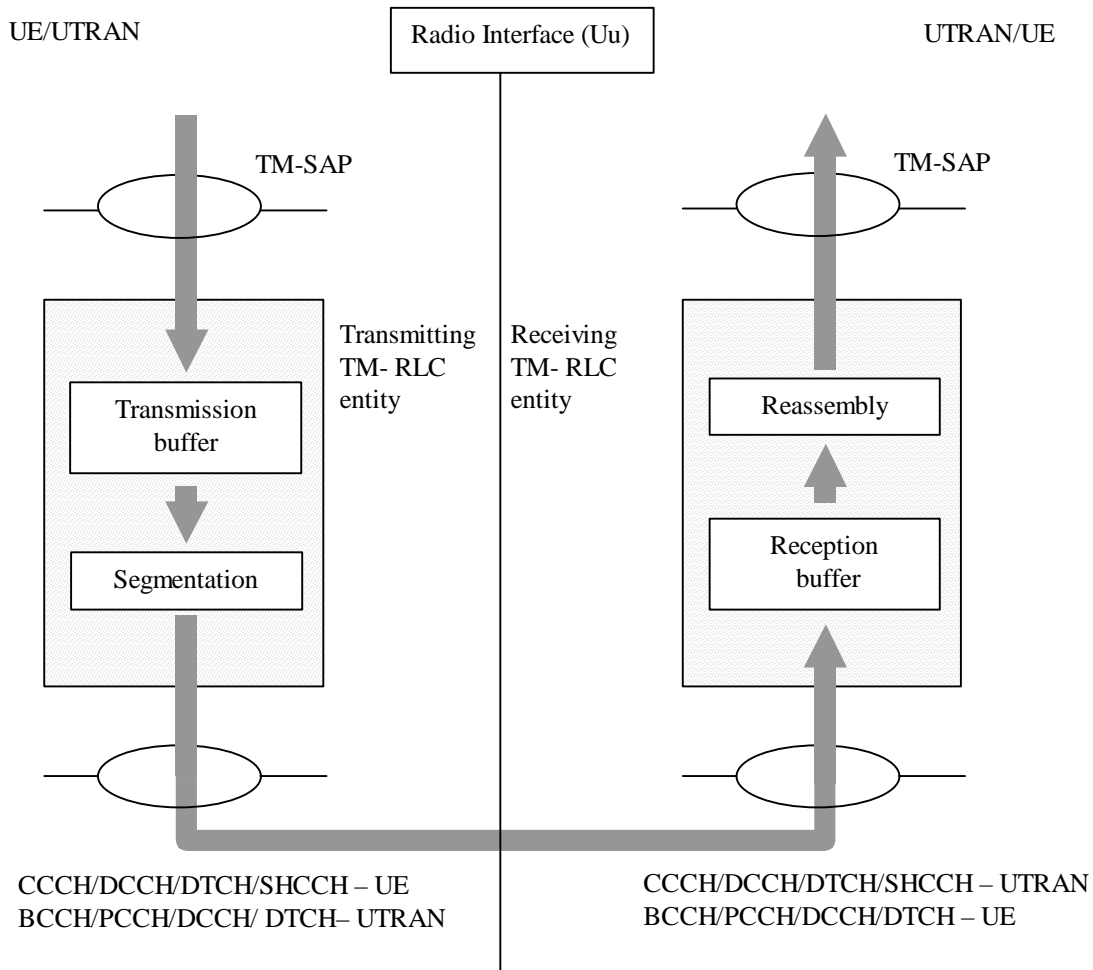 UE/UTRAN
Radio Interface (Uu)
UTRAN/UE
TM-SAP
TM-SAP
Transmitting
TM- RLC
entity
Receiving
TM- RLC
entity
Transmission
buffer
Segmentation
Reassembly
Reception
buffer
CCCH/DCCH/DTCH/SHCCH – UE
BCCH/PCCH/DCCH/ DTCH– UTRAN
CCCH/DCCH/DTCH/SHCCH – UTRAN
BCCH/PCCH/DCCH/DTCH – UE